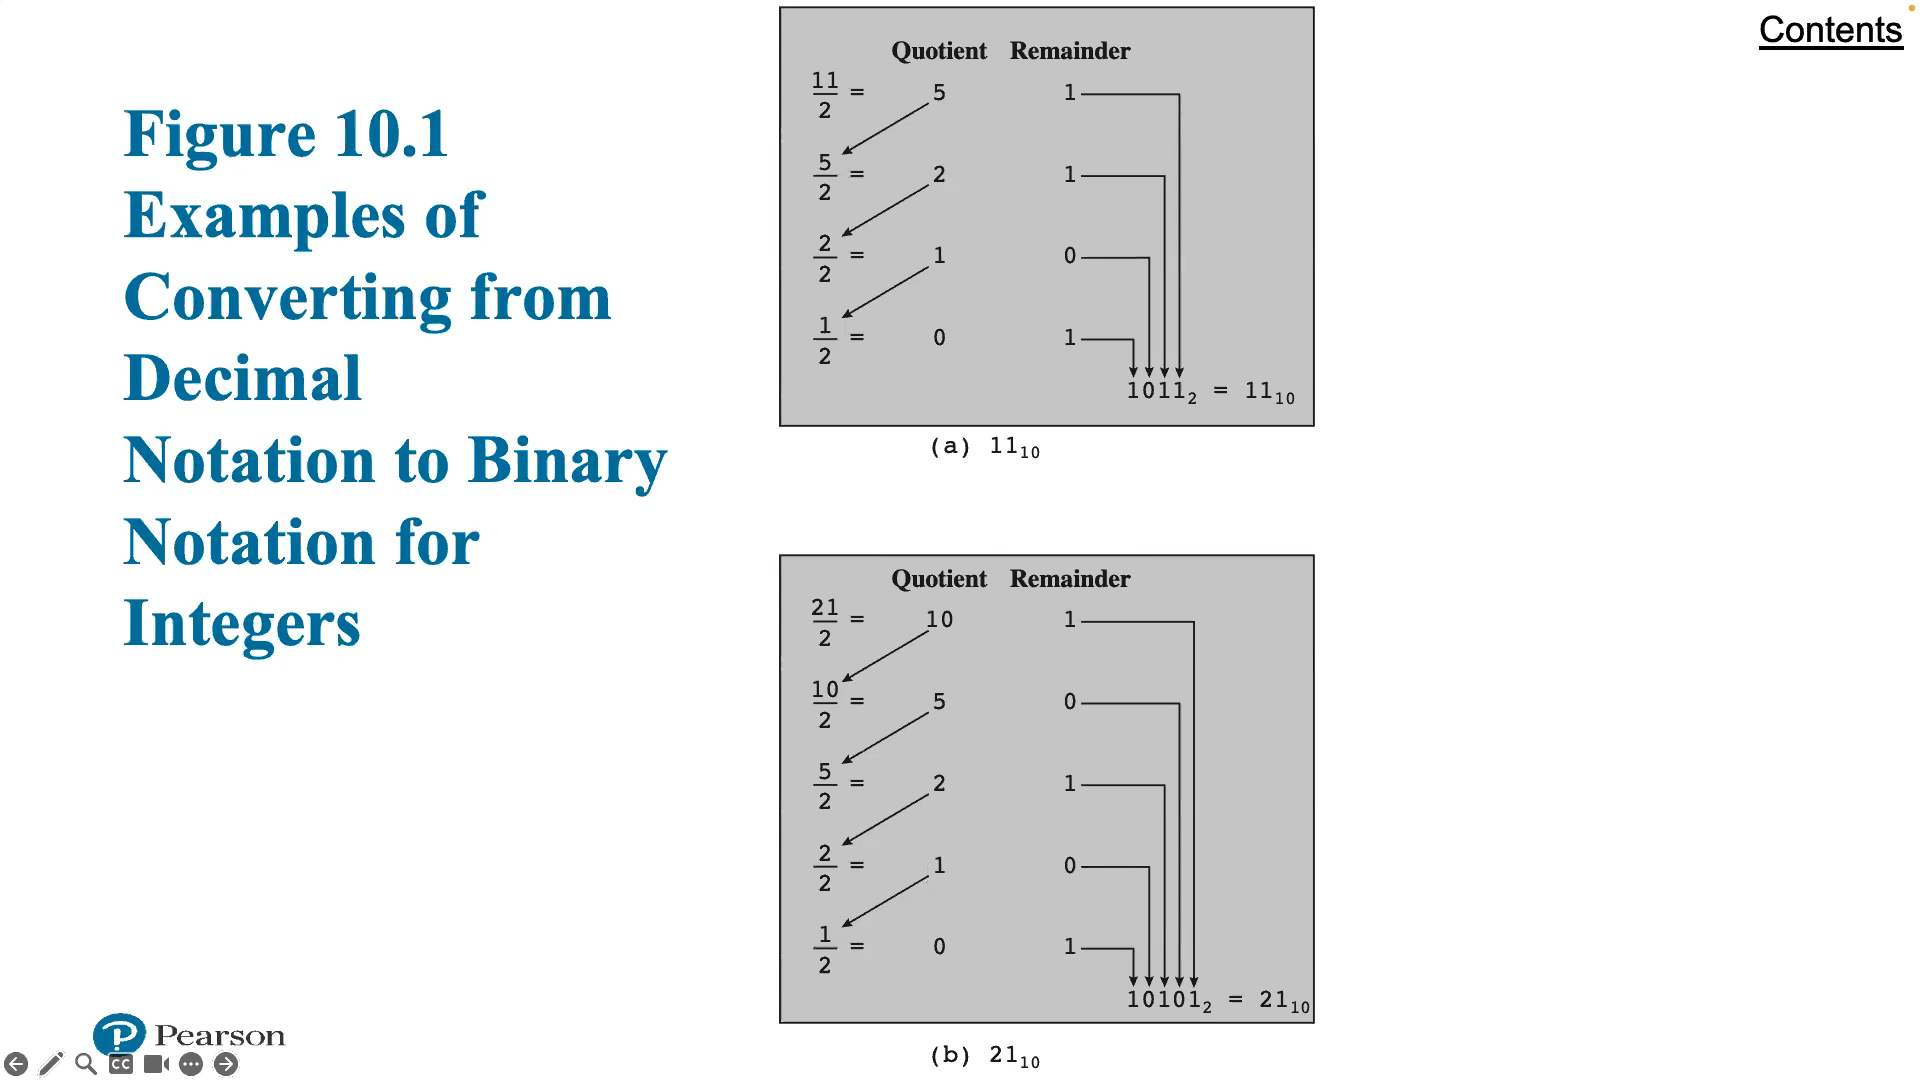 Contents
Figure 10.1
Examples of
Converting from
Decimal
Notation to Binary
Notation for
Integers
Quotient Remainder
11/2 = 5 1
5/2 = 2 1
2/2 = 1 0
1/2 = 0 1
1011₂ = 11₁₀
(a) 11₁₀
Quotient Remainder
21/2 = 10 1
10/2 = 5 0
5/2 = 2 1
2/2 = 1 0
1/2 = 0 1
10101₂ = 21₁₀
(b) 21₁₀
P Pearson
CC